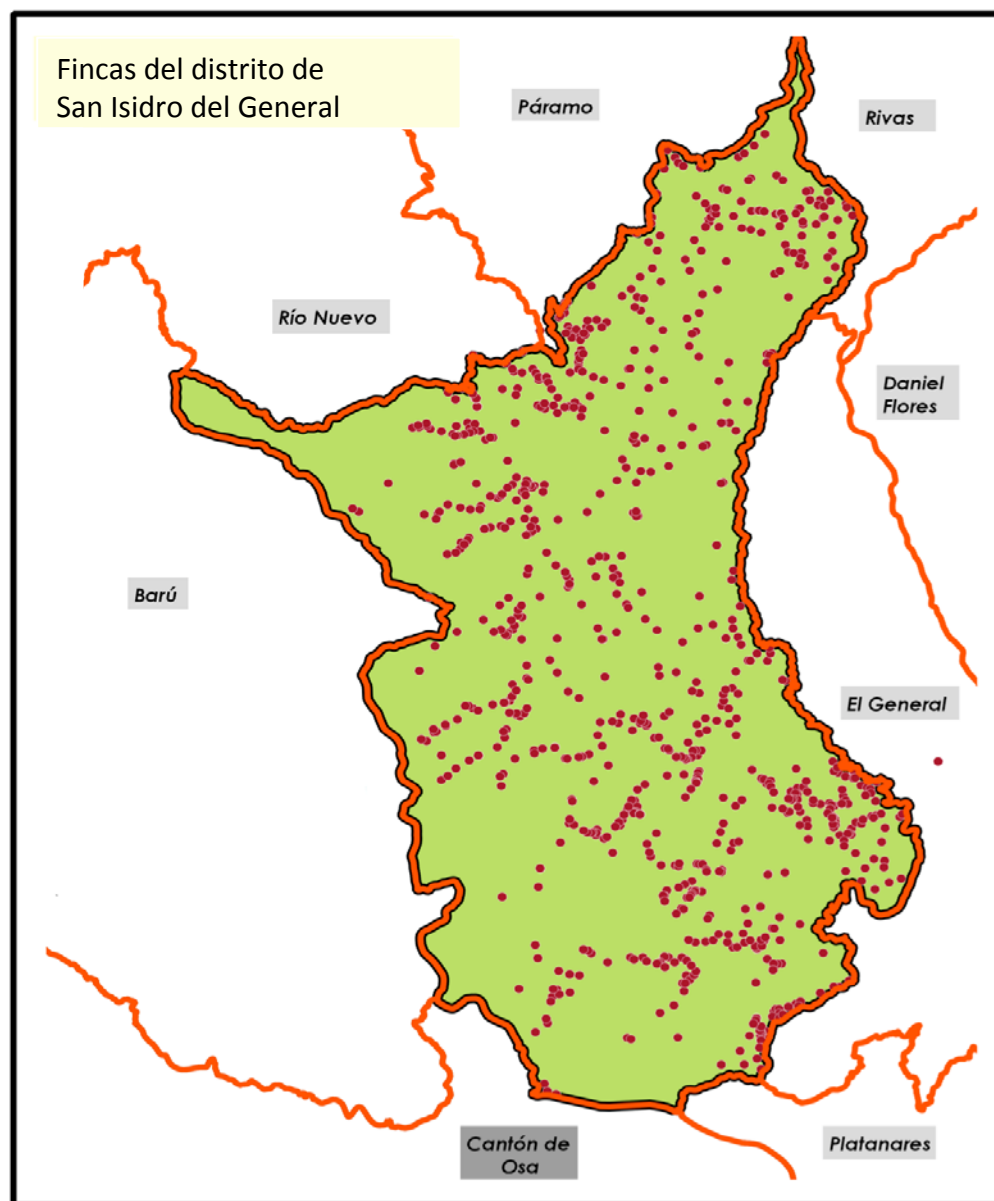 Fincas del distrito de
San Isidro del General
Páramo
Rivas
Río Nuevo
Daniel
Flores
Barú
El General
Cantón de
Osa
Platanares